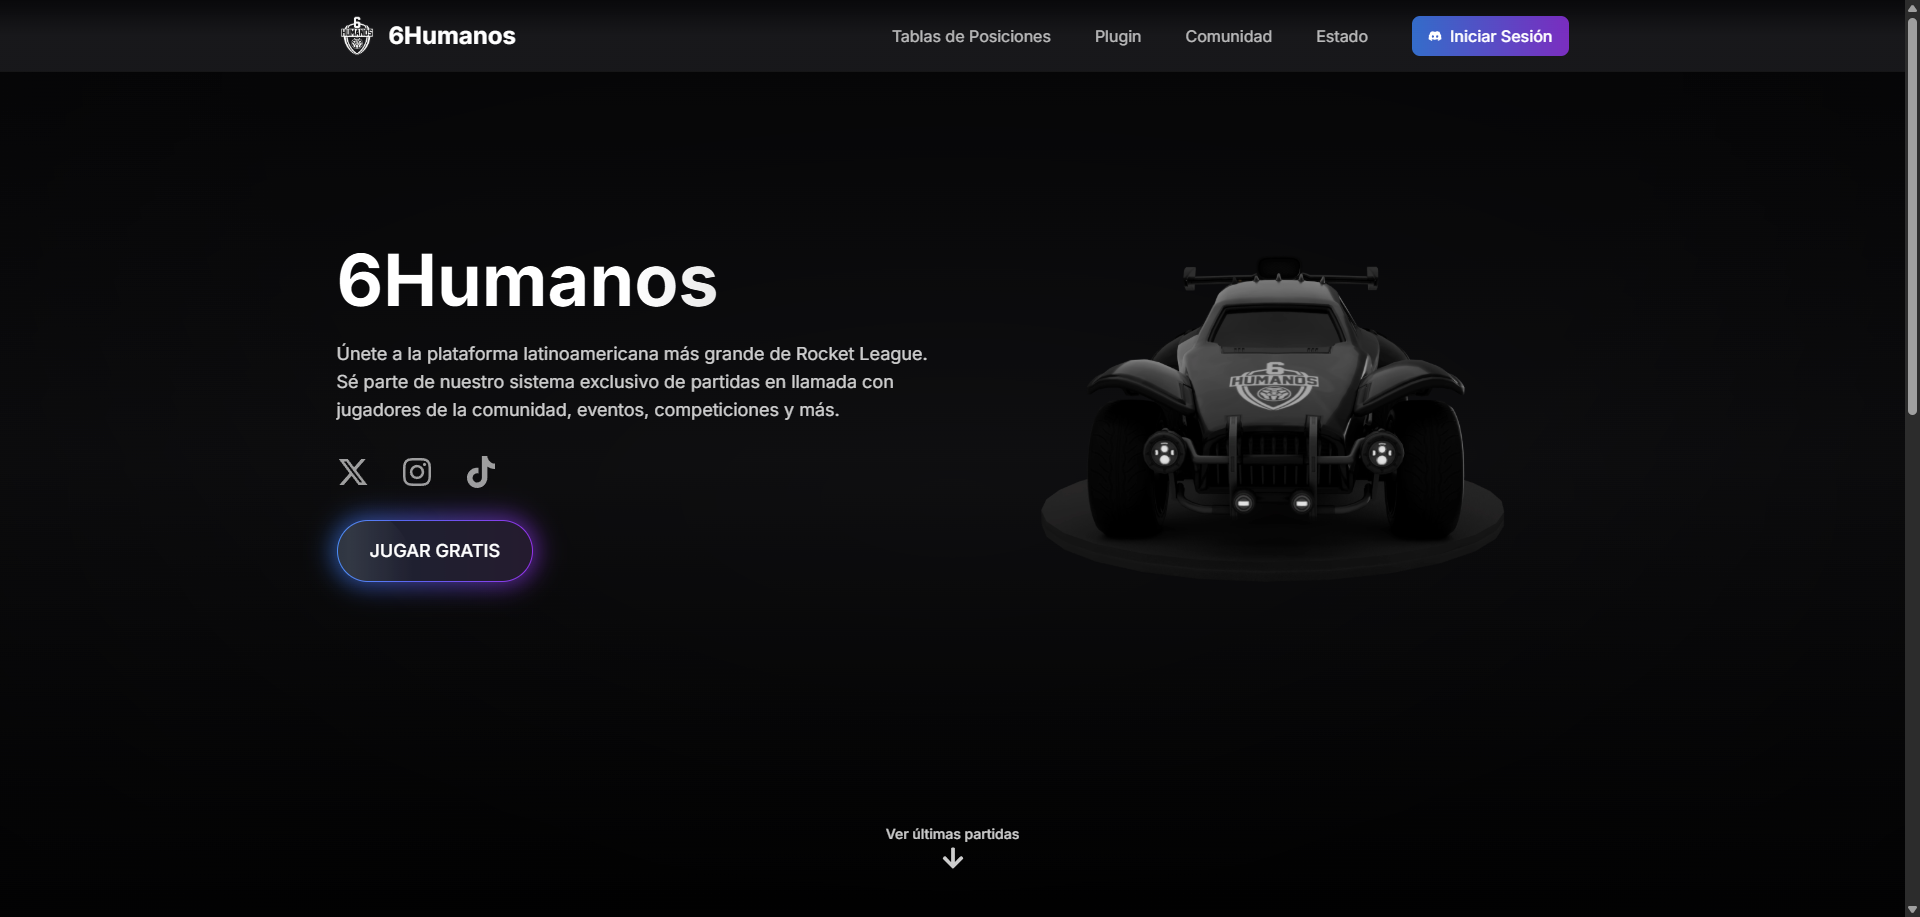 6
HUMANOS
6Humanos
Tablas de Posiciones
Plugin
Comunidad
Estado
Iniciar Sesión
6Humanos
Únete a la plataforma latinoamericana más grande de Rocket League.
Sé parte de nuestro sistema exclusivo de partidas en llamada con
jugadores de la comunidad, eventos, competiciones y más.
JUGAR GRATIS
6
HUMANOS
Ver últimas partidas